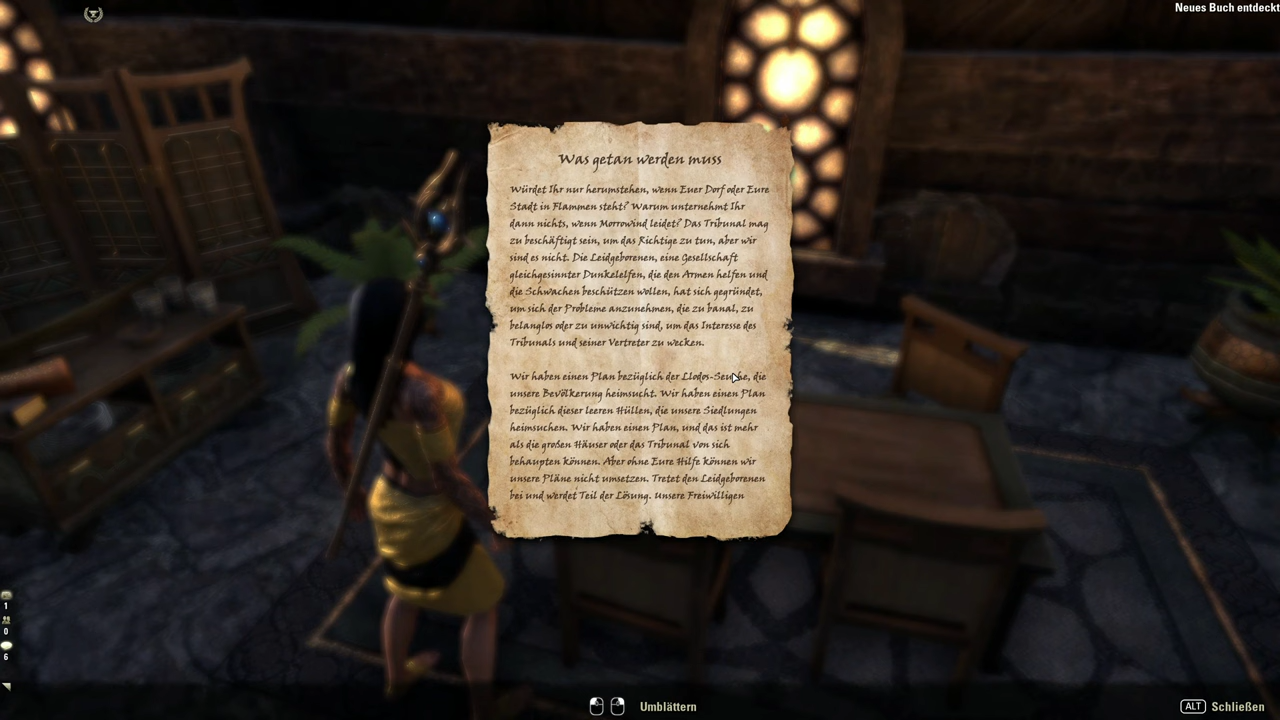 Neues Buch entdeckt
Was getan werden muss
Würdet Ihr nur herumstehen, wenn Euer Dorf oder Eure
Stadt in Flammen steht? Warum unternehmt Ihr
dann nichts, wenn Morrowind leidet? Das Tribunal mag
zu beschäftigt sein, um das Richtige zu tun, aber wir
sind es nicht. Die Leidgeborenen, eine Gesellschaft
gleichgesinnter Dunkelelfen, die den Armen helfen und
die Schwachen beschützen wollen, hat sich gegründet,
um sich der Probleme anzunehmen, die zu banal, zu
belanglos oder zu unwichtig sind, um das Interesse des
Tribunals und seiner Vertreter zu wecken.
Wir haben einen Plan bezüglich der Llodos-Seuche, die
unsere Bevölkerung heimsucht. Wir haben einen Plan
bezüglich dieser leeren Hüllen, die unsere Siedlungen
heimsuchen. Wir haben einen Plan, und das ist mehr
als die großen Häuser oder das Tribunal von sich
behaupten können. Aber ohne Eure Hilfe können wir
unsere Pläne nicht umsetzen. Tretet den Leidgeborenen
bei und werdet Teil der Lösung. Unsere Freiwilligen
1
0
6
Umblättern
ALT Schließen